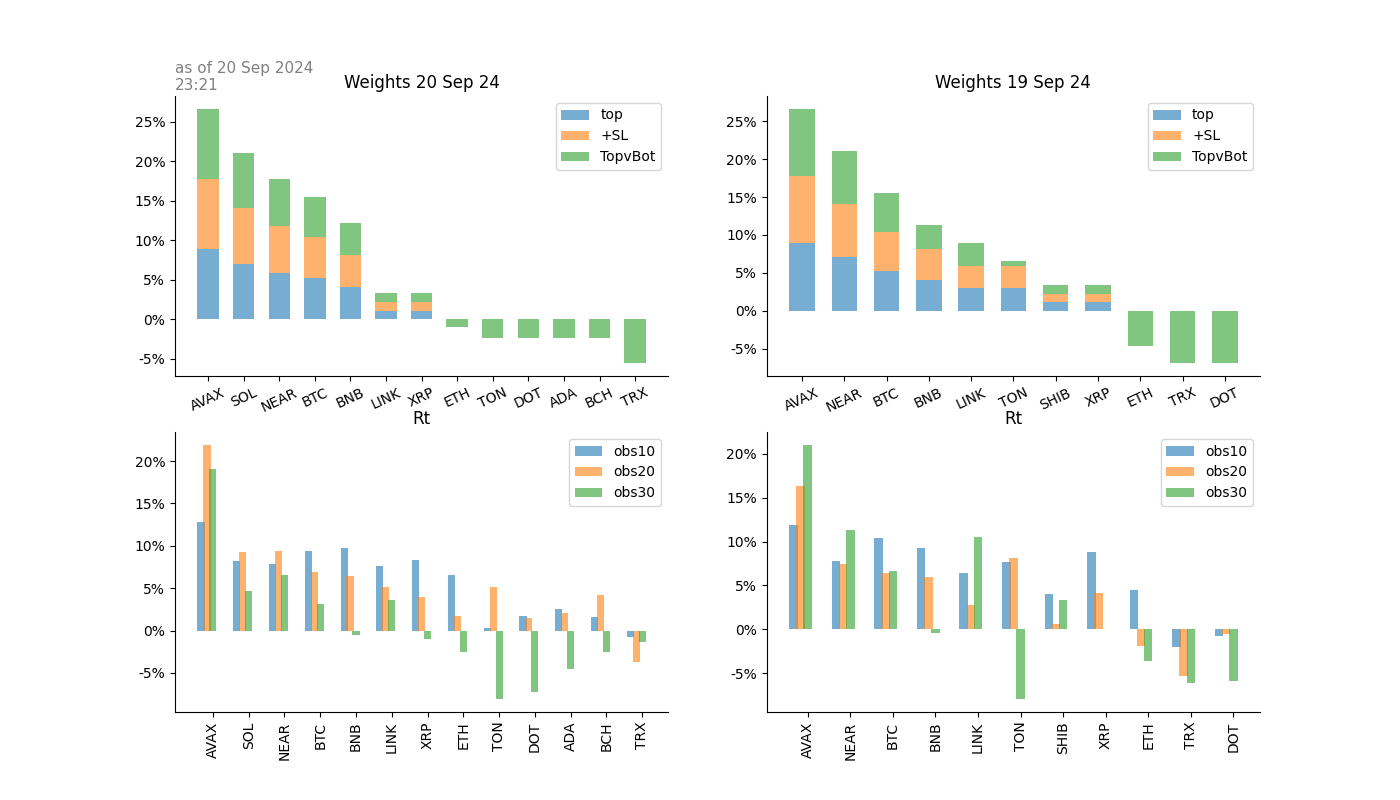 as of 20 Sep 2024
23:21
Weights 20 Sep 24
25%
20%
15%
10%
5%
0%
-5%
top
+SL
TopvBot
AVAX SOL NEAR BTC BNB LINK XRP ETH TON DOT ADA BCH TRX
Weights 19 Sep 24
25%
20%
15%
10%
5%
0%
-5%
top
+SL
TopvBot
AVAX NEAR BTC BNB LINK TON SHIB XRP ETH TRX DOT
Rt
20%
15%
10%
5%
0%
-5%
obs10
obs20
obs30
AVAX SOL NEAR BTC BNB LINK XRP ETH TON DOT ADA BCH TRX
Rt
20%
15%
10%
5%
0%
-5%
obs10
obs20
obs30
AVAX NEAR BTC BNB LINK TON SHIB XRP ETH TRX DOT